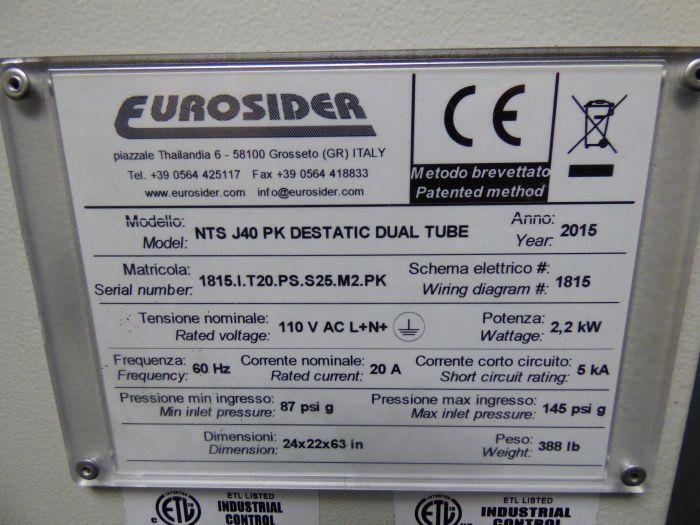 EUROSIDER
piazzale Thailandia 6 - 58100 Grosseto (GR) ITALY
Tel. +39 0564 425117 Fax +39 0564 418833
www.eurosider.com info@eurosider.com
CE
Metodo brevettato
Patented method
Modello:
Model: NTS J40 PK DESTATIC DUAL TUBE
Anno:
Year: 2015
Matricola:
Serial number: 1815.I.T20.PS.S25.M2.PK
Schema elettrico #:
Wiring diagram #: 1815
Tensione nominale:
Rated voltage: 110 V AC L+N+
Potenza:
Wattage: 2,2 kW
Frequenza:
Frequency: 60 Hz
Corrente nominale:
Rated current: 20 A
Corrente corto circuito:
Short circuit rating: 5 kA
Pressione min ingresso:
Min inlet pressure: 87 psi g
Pressione max ingresso:
Max inlet pressure: 145 psi g
Dimensioni:
Dimensions: 24x22x63 in
Peso:
Weight: 388 lb
ETL
ETL LISTED
INDUSTRIAL
CONTROL
ETL
ETL LISTED
INDUSTRIAL
CONTROL